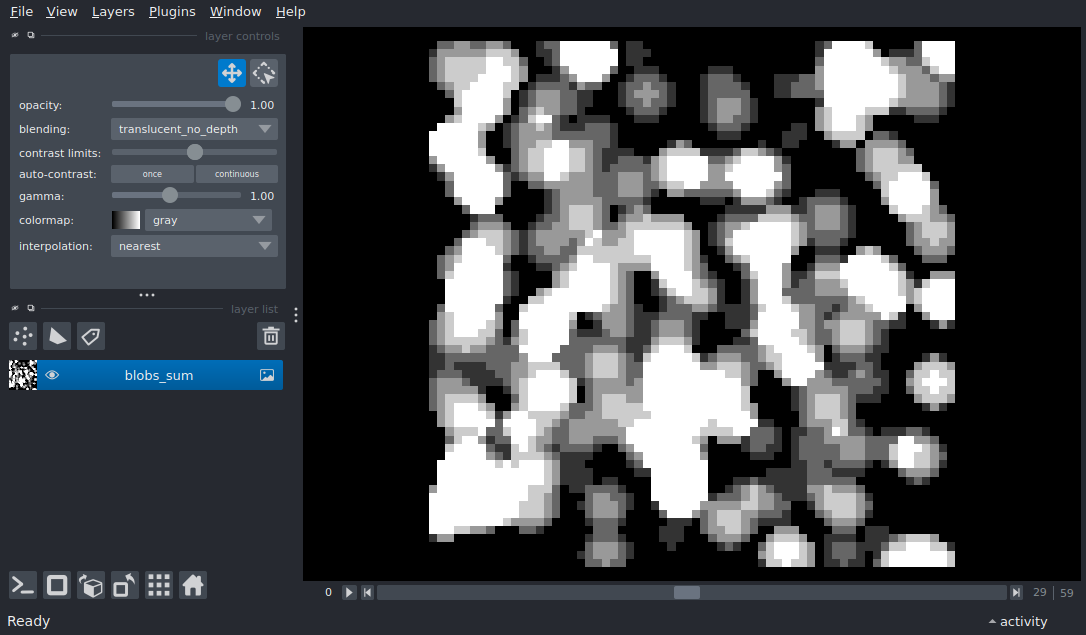 File View Layers Plugins Window Help
layer controls
opacity: 1.00
blending: translucent_no_depth
contrast limits:
auto-contrast: once continuous
gamma: 1.00
colormap: gray
interpolation: nearest
layer list
blobs_sum
0 29 | 59
Ready activity